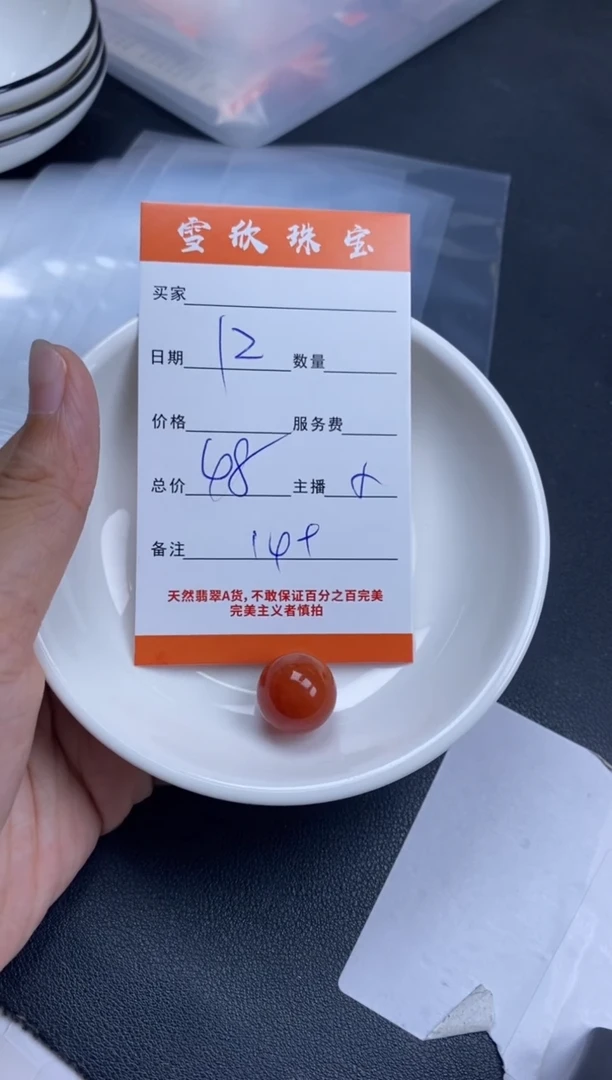 雪欣珠宝
买家
日期 12 数量
价格 服务费
总价 48 主播
备注 14+
天然翡翠A货，不敢保证百分之百完美
完美主义者慎拍